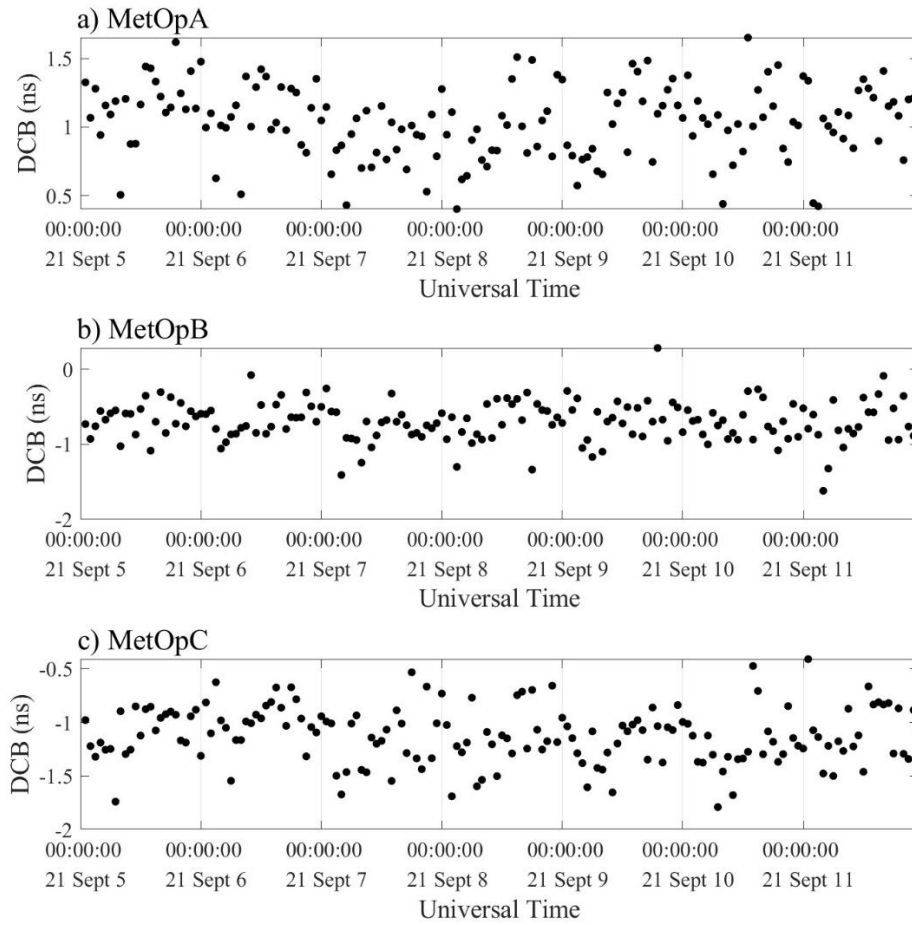 a) MetOpA
DCB (ns)
1.5
1
0.5
00:00:00 00:00:00 00:00:00 00:00:00 00:00:00 00:00:00 00:00:00
21 Sept 5 21 Sept 6 21 Sept 7 21 Sept 8 21 Sept 9 21 Sept 10 21 Sept 11
Universal Time
b) MetOpB
DCB (ns)
0
-1
-2
00:00:00 00:00:00 00:00:00 00:00:00 00:00:00 00:00:00 00:00:00
21 Sept 5 21 Sept 6 21 Sept 7 21 Sept 8 21 Sept 9 21 Sept 10 21 Sept 11
Universal Time
c) MetOpC
DCB (ns)
-0.5
-1
-1.5
-2
00:00:00 00:00:00 00:00:00 00:00:00 00:00:00 00:00:00 00:00:00
21 Sept 5 21 Sept 6 21 Sept 7 21 Sept 8 21 Sept 9 21 Sept 10 21 Sept 11
Universal Time